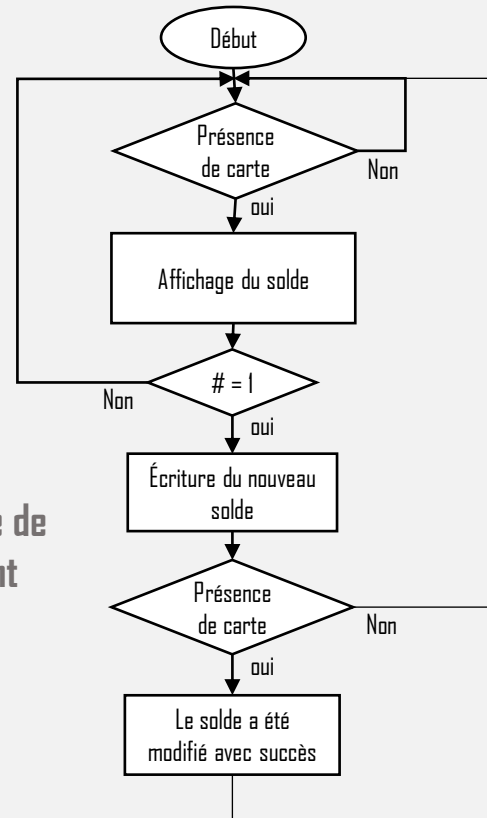 Début
Présence
de carte
Non
oui
Affichage du solde
# = 1
Non
oui
Écriture du nouveau
solde
de
Présence
de carte
Non
oui
Le solde a été
modifié avec succès